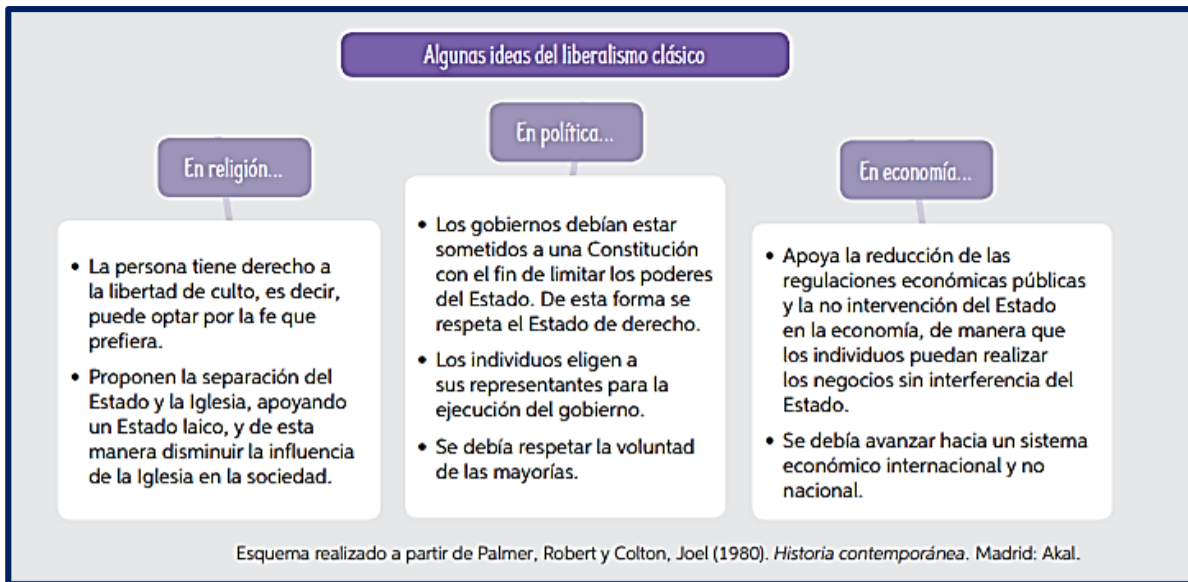 Algunas ideas del liberalismo clásico
En religión...
• La persona tiene derecho a
la libertad de culto, es decir,
puede optar por la fe que
prefiera.
• Proponen la separación del
Estado y la Iglesia, apoyando
un Estado laico, y de esta
manera disminuir la influencia
de la Iglesia en la sociedad.
En política...
• Los gobiernos debían estar
sometidos a una Constitución
con el fin de limitar los poderes
del Estado. De esta forma se
respeta el Estado de derecho.
• Los individuos eligen a
sus representantes para la
ejecución del gobierno.
• Se debía respetar la voluntad
de las mayorías.
En economía...
• Apoya la reducción de las
regulaciones económicas públicas
y la no intervención del Estado
en la economía, de manera que
los individuos puedan realizar
los negocios sin interferencia del
Estado.
• Se debía avanzar hacia un sistema
económico internacional y no
nacional.
Esquema realizado a partir de Palmer, Robert y Colton, Joel (1980). Historia contemporánea. Madrid: Akal.